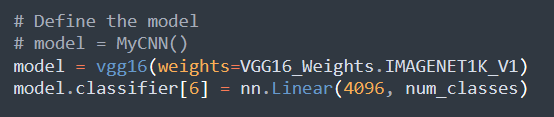 # Define the model
# model = MyCNN()
model = vgg16(weights=VGG16_Weights.IMAGENET1K_V1)
model.classifier[6] = nn.Linear(4096, num_classes)